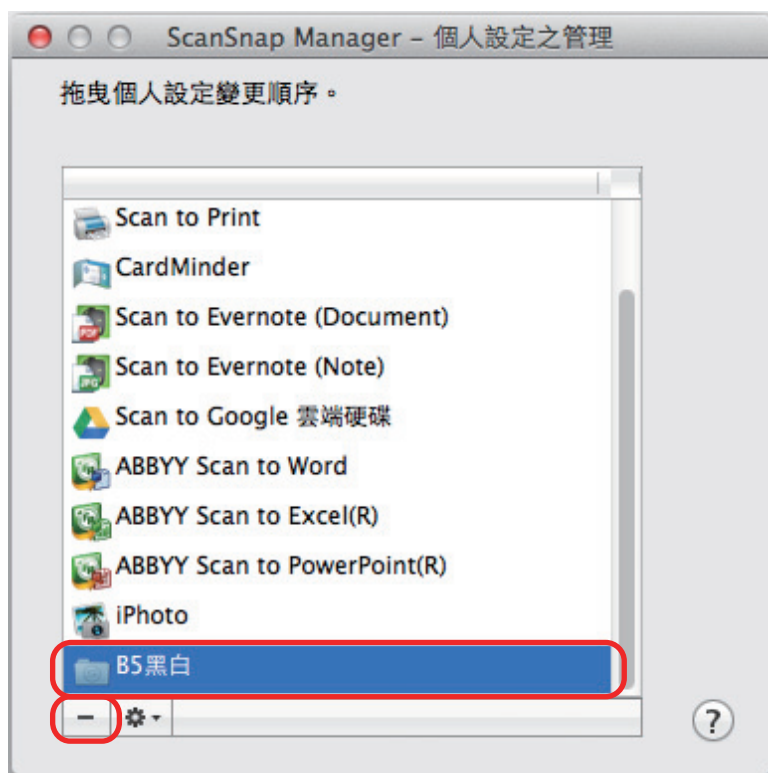 ScanSnap Manager – 個人設定之管理
拖曳個人設定變更順序。
Scan to Print
CardMinder
Scan to Evernote (Document)
Scan to Evernote (Note)
Scan to Google 雲端硬碟
ABBYY Scan to Word
ABBYY Scan to Excel(R)
ABBYY Scan to PowerPoint(R)
iPhoto
B5黑白
?